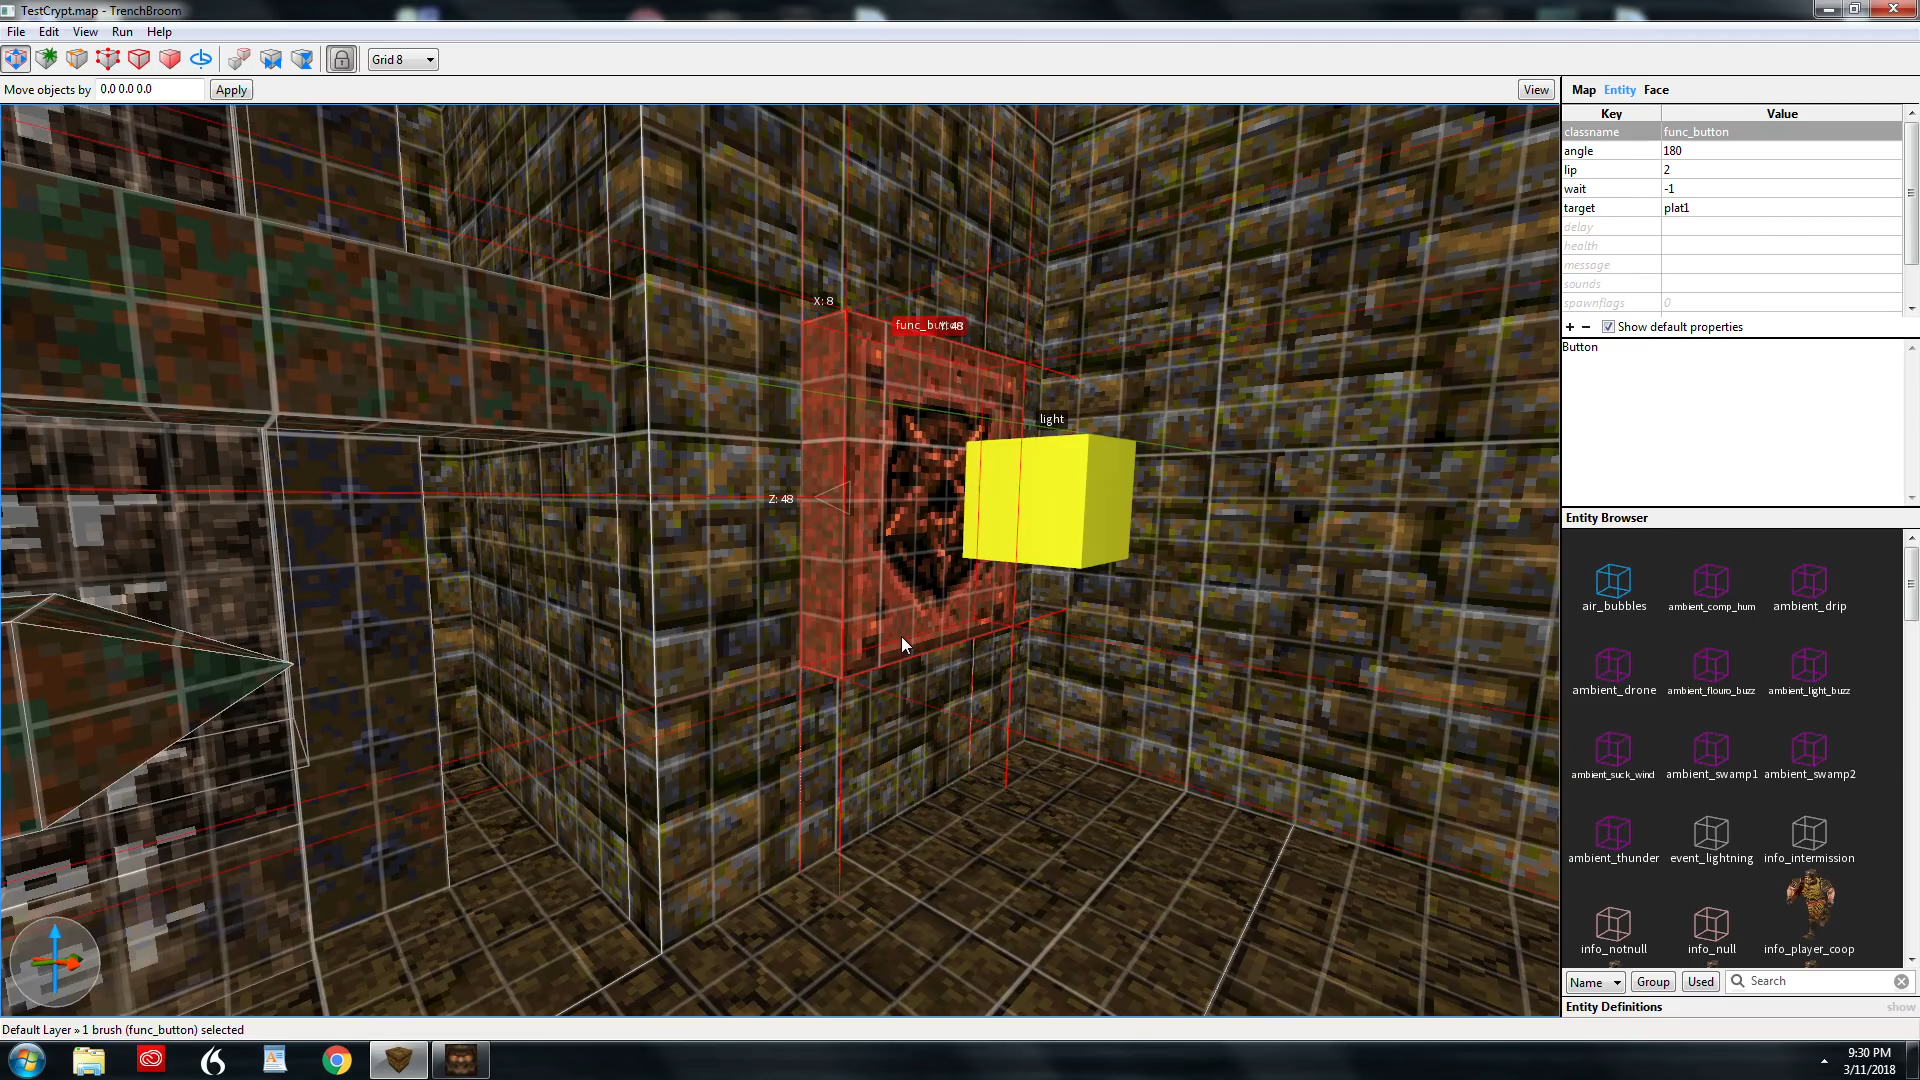 TestCrypt.map - TrenchBroom
File Edit View Run Help
Grid 8
Move objects by 0.0 0.0 0.0 Apply View
Map Entity Face
Key Value
classname func_button
angle 180
lip 2
wait -1
target plat1
delay
health
message
sounds
spawnflags 0
+ - Show default properties
Button
X: 8
func_button Y: 48
light
Z: 48
Entity Browser
air_bubbles ambient_comp_hum ambient_drip
ambient_drone ambient_flouro_buzz ambient_light_buzz
ambient_suck_wind ambient_swamp1 ambient_swamp2
ambient_thunder event_lightning info_intermission
info_notnull info_null info_player_coop
Name Group Used Search
Entity Definitions show
Default Layer » 1 brush (func_button) selected
9:30 PM
3/11/2018